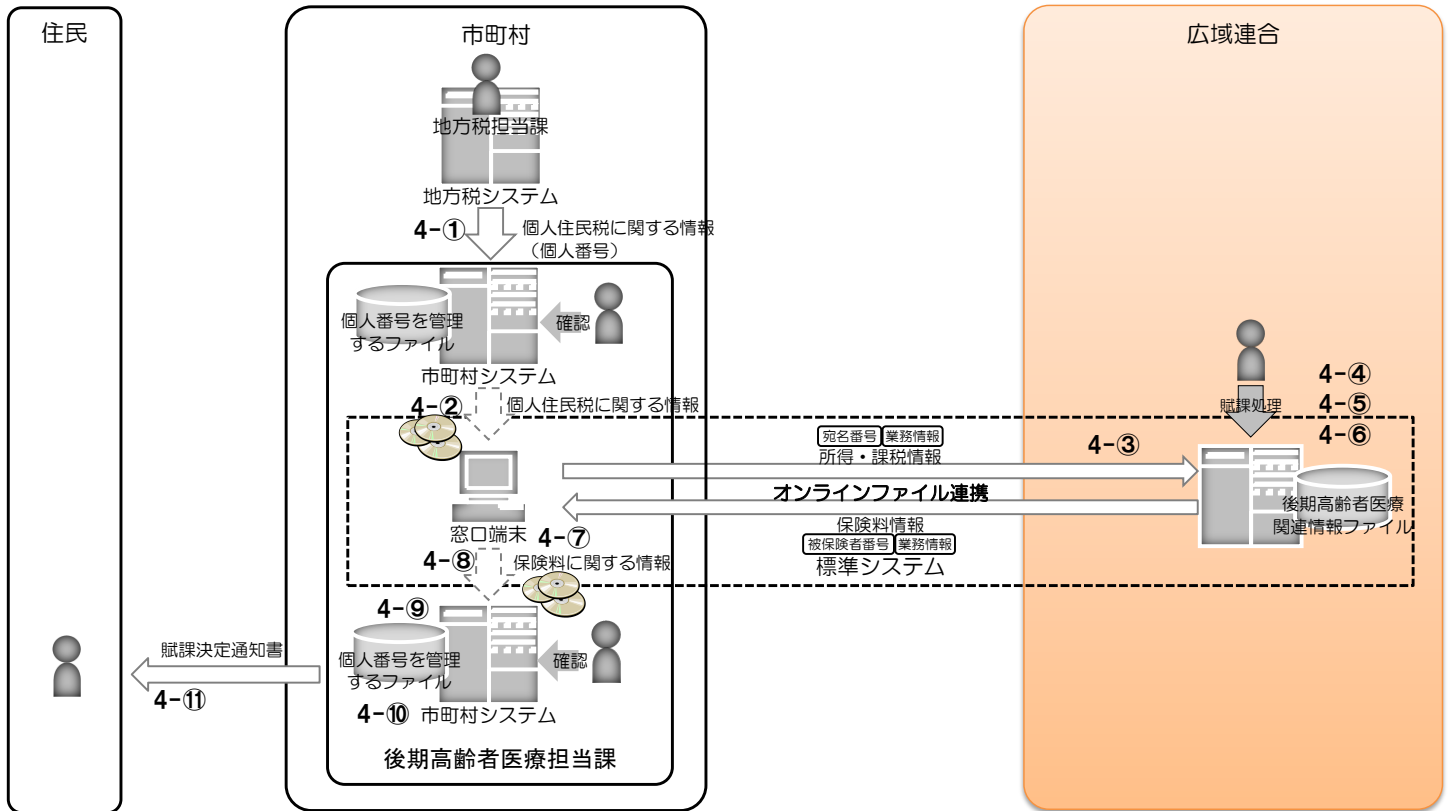 住民
市町村
広域連合
地方税担当課
地方税システム
4-①
個人住民税に関する情報
（個人番号）
個人番号を管理
するファイル
確認
市町村システム
4-②
個人住民税に関する情報
4-④
4-⑤
4-⑥
賦課処理
宛名番号
業務情報
所得・課税情報
4-③
オンラインファイル連携
後期高齢者医療
関連情報ファイル
窓口端末
4-⑦
保険料情報
被保険者番号
業務情報
標準システム
4-⑧
保険料に関する情報
4-⑨
個人番号を管理
するファイル
確認
4-⑩
市町村システム
賦課決定通知書
4-⑪
後期高齢者医療担当課